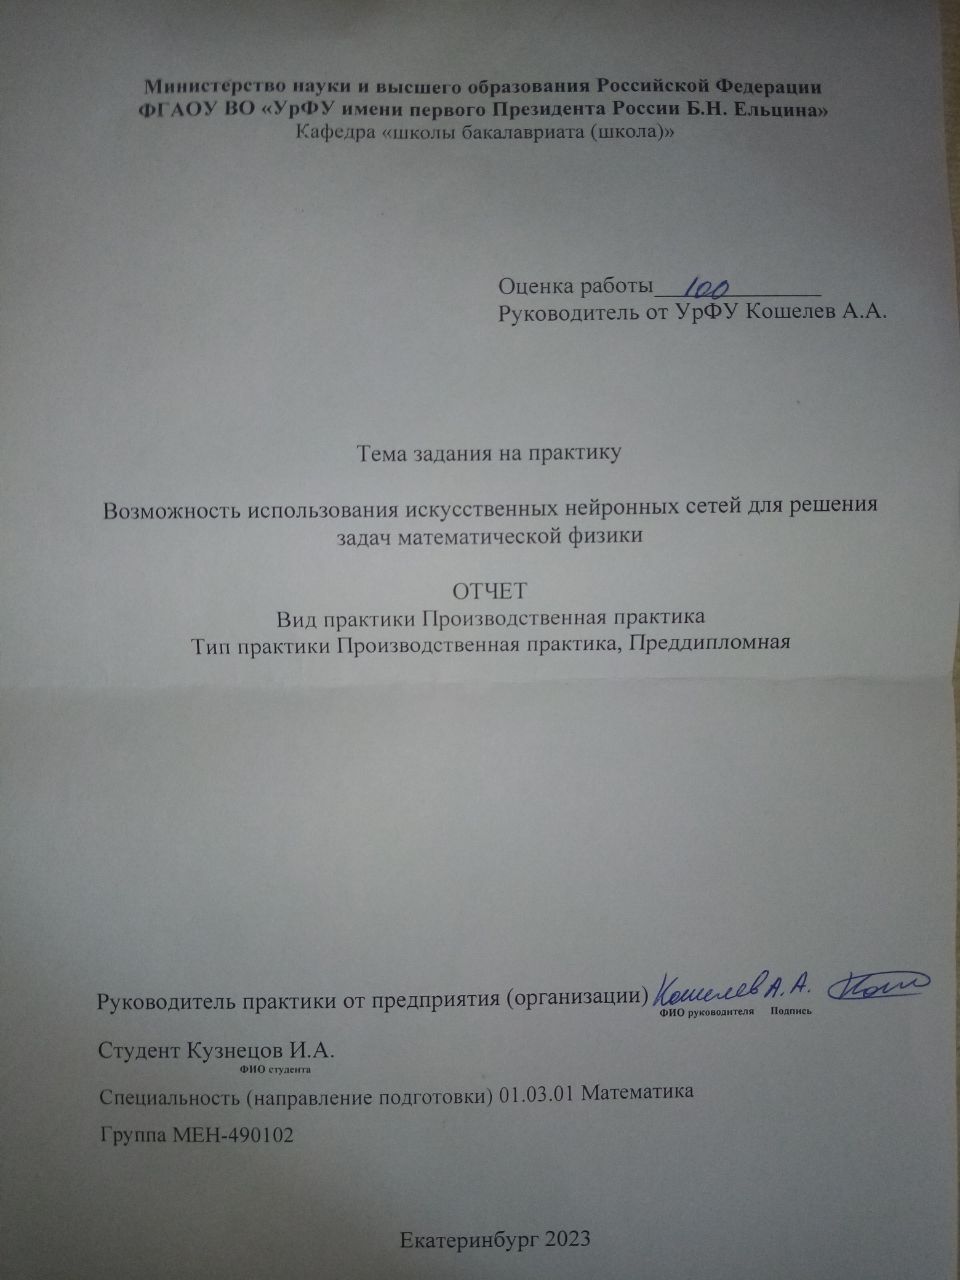 Министерство науки и высшего образования Российской Федерации
ФГАОУ ВО «УрФУ имени первого Президента России Б.Н. Ельцина»
Кафедра «школы бакалавриата (школа)»
Оценка работы 100
Руководитель от УрФУ Кошелев А.А.
Тема задания на практику
Возможность использования искусственных нейронных сетей для решения
задач математической физики
ОТЧЕТ
Вид практики Производственная практика
Тип практики Производственная практика, Преддипломная
Руководитель практики от предприятия (организации) Кошелев А.А.
ФИО руководителя Подпись
Студент Кузнецов И.А.
ФИО студента
Специальность (направление подготовки) 01.03.01 Математика
Группа МЕН-490102
Екатеринбург 2023